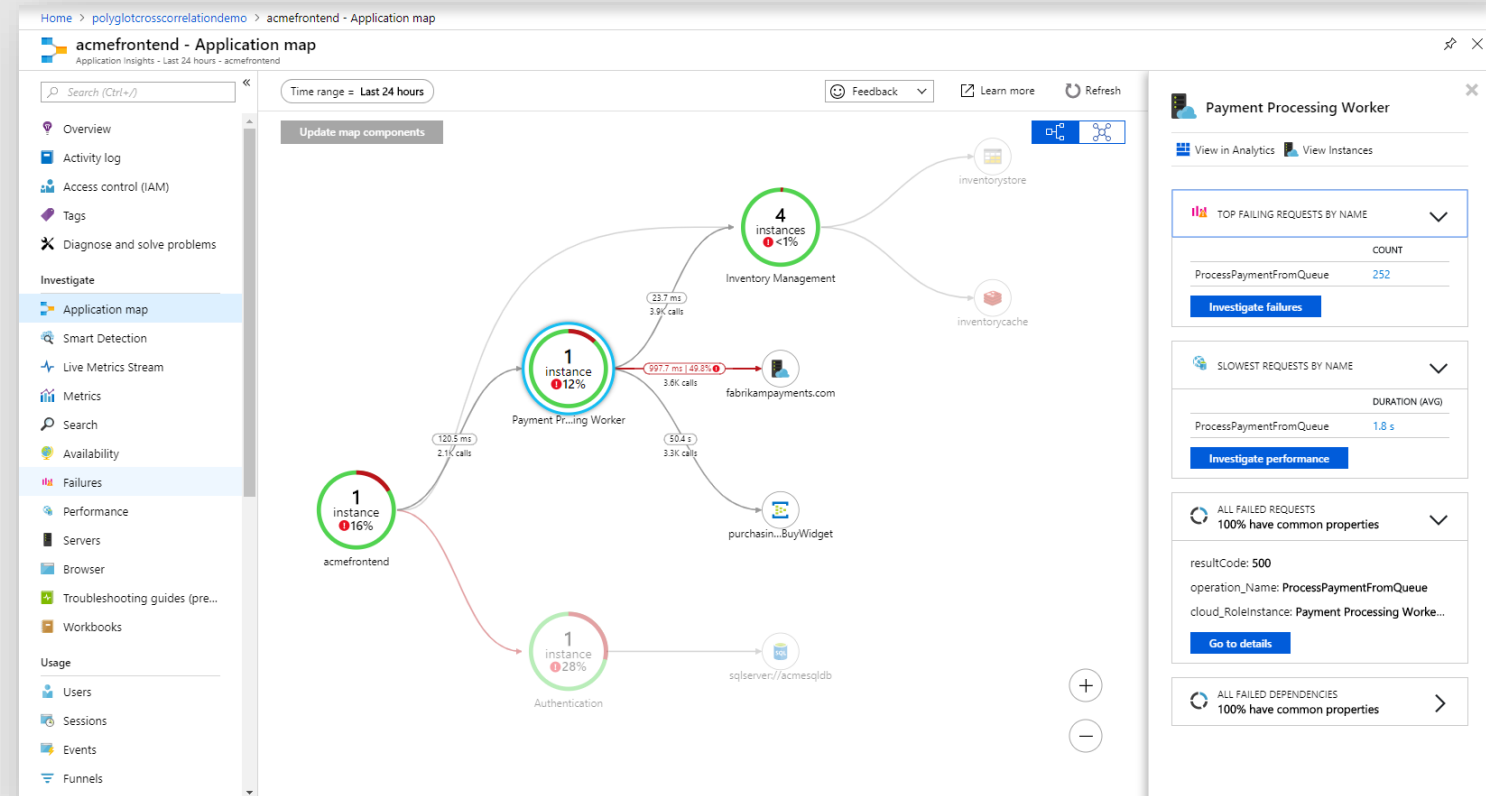 Home > polyglotcrosscorrelationdemo > acmefrontend - Application map
acmefrontend - Application map
Application Insights - Last 24 hours - acmefrontend
Search (Ctrl+/)
«
Overview
Activity log
Access control (IAM)
Tags
Diagnose and solve problems
Investigate
Application map
Smart Detection
Live Metrics Stream
Metrics
Search
Availability
Failures
Performance
Servers
Browser
Troubleshooting guides (pre...
Workbooks
Usage
Users
Sessions
Events
Funnels
Time range = Last 24 hours
Feedback
Learn more
Refresh
Update map components
inventorystore
4
instances
<1%
Inventory Management
inventorycache
23.7 ms
3.9K calls
1
instance
12%
Payment Pr...ing Worker
997.7 ms | 49.8%
3.6K calls
fabrikampayments.com
120.5 ms
2.1K calls
50.4 s
3.3K calls
1
instance
16%
acmefrontend
purchasin...BuyWidget
1
instance
28%
Authentication
SQL
sqlserver://acmesqldb
Payment Processing Worker
View in Analytics View Instances
TOP FAILING REQUESTS BY NAME
COUNT
ProcessPaymentFromQueue 252
Investigate failures
SLOWEST REQUESTS BY NAME
DURATION (AVG)
ProcessPaymentFromQueue 1.8 s
Investigate performance
ALL FAILED REQUESTS
100% have common properties
resultCode: 500
operation_Name: ProcessPaymentFromQueue
cloud_RoleInstance: Payment Processing Worke...
Go to details
ALL FAILED DEPENDENCIES
100% have common properties